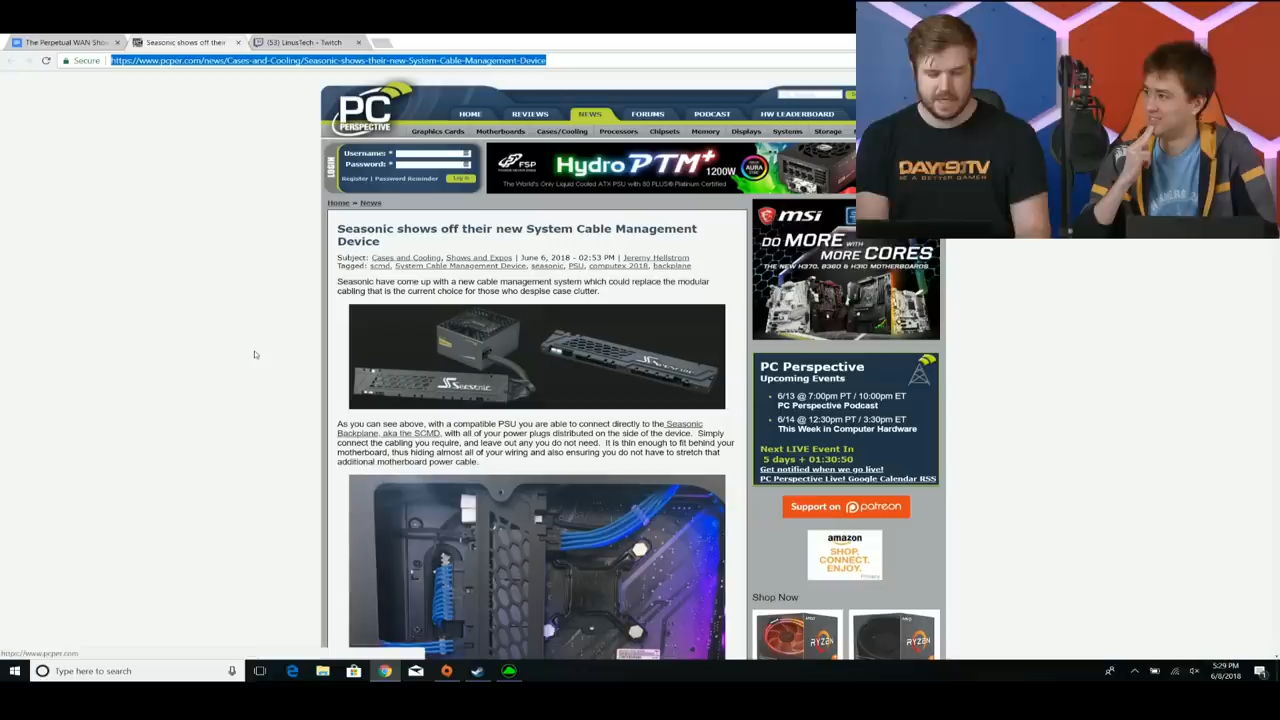 The Perpetual WAN Sho
Seasonic shows off their
(53) LinusTech - Twitch
Secure
https://www.pcper.com/news/Cases-and-Cooling/Seasonic-shows-their-new-System-Cable-Management-Device
PC
PERSPECTIVE
HOME
REVIEWS
NEWS
FORUMS
PODCAST
HW LEADERBOARD
Graphics Cards
Motherboards
Cases/Cooling
Processors
Chipsets
Memory
Displays
Systems
Storage
LOGIN
Username: *
Password: *
Register | Password Reminder
Log in
FSP
Hydro PTM+
1200W
The World's Only Liquid Cooled ATX PSU with 80 PLUS® Platinum Certified
AURA
DAY[9]TV
BE A BETTER GAMER
Home » News
Seasonic shows off their new System Cable Management
Device
Subject: Cases and Cooling, Shows and Expos | June 6, 2018 - 02:53 PM | Jeremy Hellstrom
Tagged: scmd, System Cable Management Device, seasonic, PSU, computex 2018, backplane
Seasonic have come up with a new cable management system which could replace the modular
cabling that is the current choice for those who despise case clutter.
Seasonic
Seasonic
As you can see above, with a compatible PSU you are able to connect directly to the Seasonic
Backplane, aka the SCMD, with all of your power plugs distributed on the side of the device. Simply
connect the cabling you require, and leave out any you do not need. It is thin enough to fit behind your
motherboard, thus hiding almost all of your wiring and also ensuring you do not have to stretch that
additional motherboard power cable.
msi
DO MORE WITH
MORE CORES
THE NEW H370, B360 & H310 MOTHERBOARDS
PC Perspective
Upcoming Events
6/13 @ 7:00pm PT / 10:00pm ET
PC Perspective Podcast
6/14 @ 12:30pm PT / 3:30pm ET
This Week in Computer Hardware
Next LIVE Event In
5 days + 01:30:50
Get notified when we go live!
PC Perspective Live! Google Calendar RSS
Support on patreon
amazon
SHOP.
CONNECT.
ENJOY.
Privacy
Shop Now
RYZEN
RYZEN
https://www.pcper.com
Type here to search
5:29 PM
6/8/2018